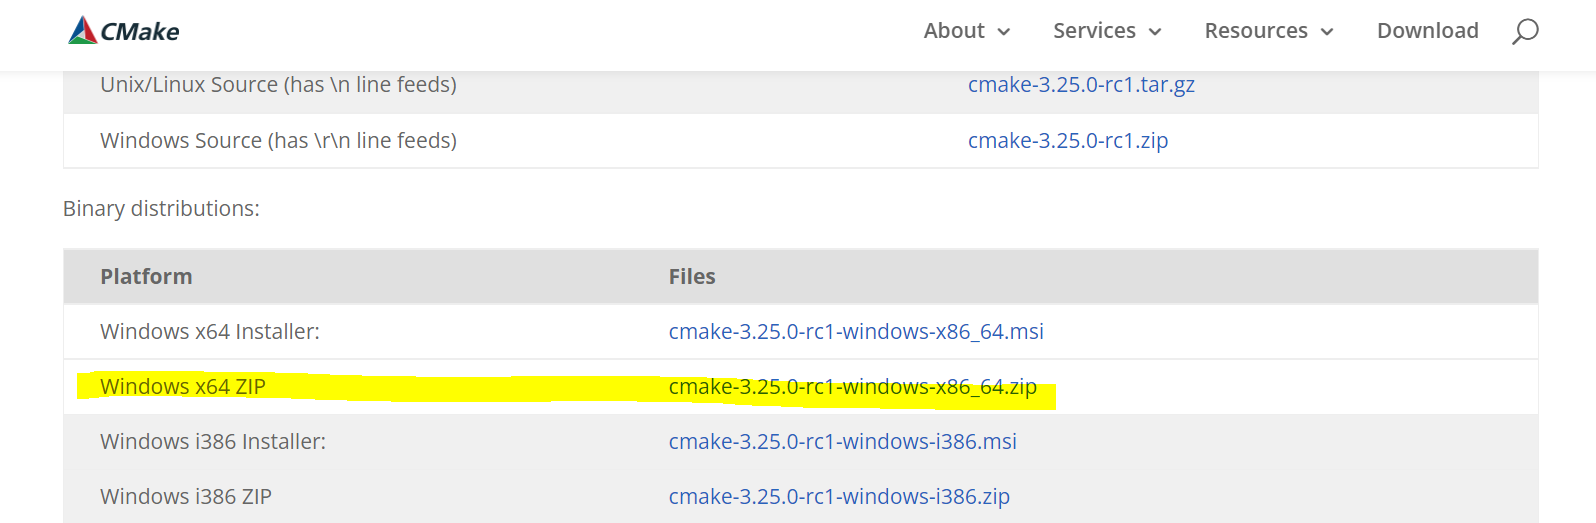 CMake About Services Resources Download
Unix/Linux Source (has \n line feeds) cmake-3.25.0-rc1.tar.gz
Windows Source (has \r\n line feeds) cmake-3.25.0-rc1.zip
Binary distributions:
Platform Files
Windows x64 Installer: cmake-3.25.0-rc1-windows-x86_64.msi
Windows x64 ZIP cmake-3.25.0-rc1-windows-x86_64.zip
Windows i386 Installer: cmake-3.25.0-rc1-windows-i386.msi
Windows i386 ZIP cmake-3.25.0-rc1-windows-i386.zip